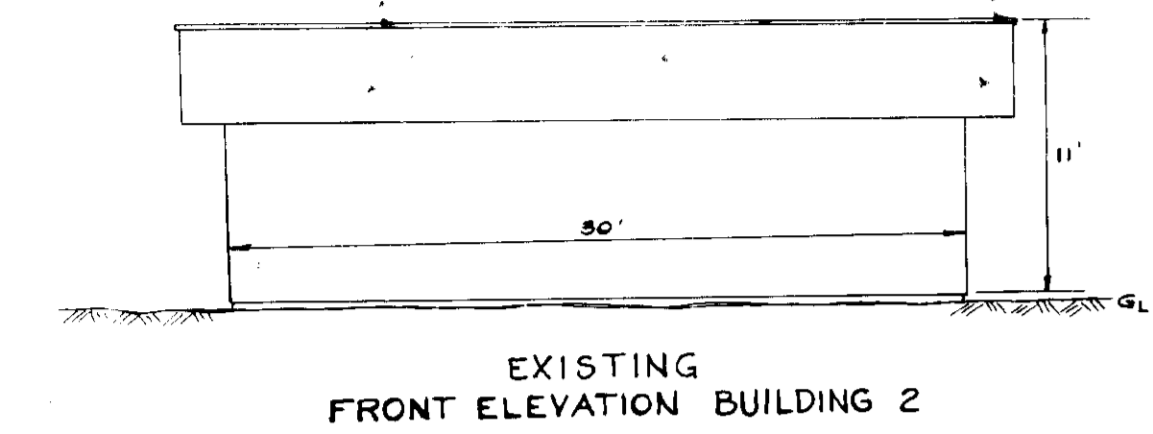 11'
30'
GL
EXISTING
FRONT ELEVATION BUILDING 2